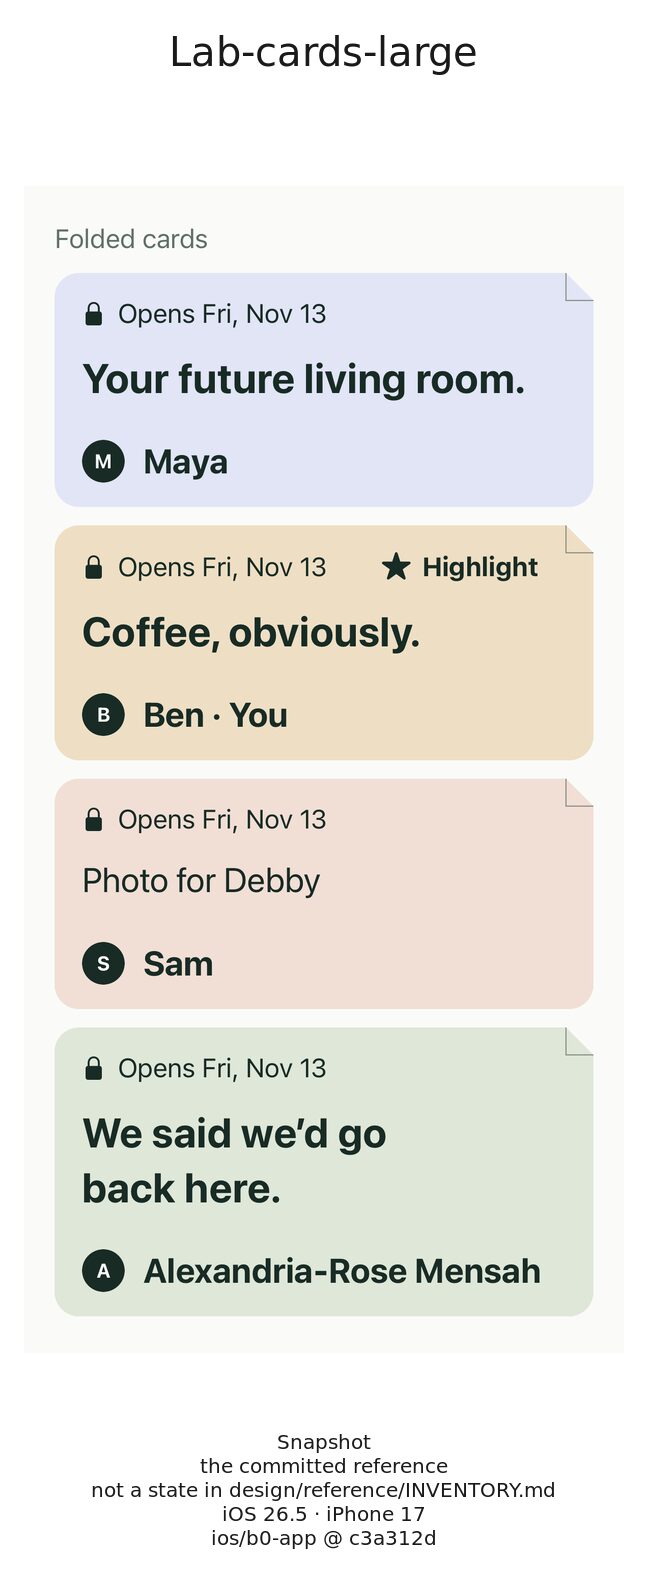 Lab-cards-large
Folded cards
Opens Fri, Nov 13
Your future living room.
M Maya
Opens Fri, Nov 13 Highlight
Coffee, obviously.
B Ben · You
Opens Fri, Nov 13
Photo for Debby
S Sam
Opens Fri, Nov 13
We said we’d go
back here.
A Alexandria-Rose Mensah
Snapshot
the committed reference
not a state in design/reference/INVENTORY.md
iOS 26.5 · iPhone 17
ios/b0-app @ c3a312d